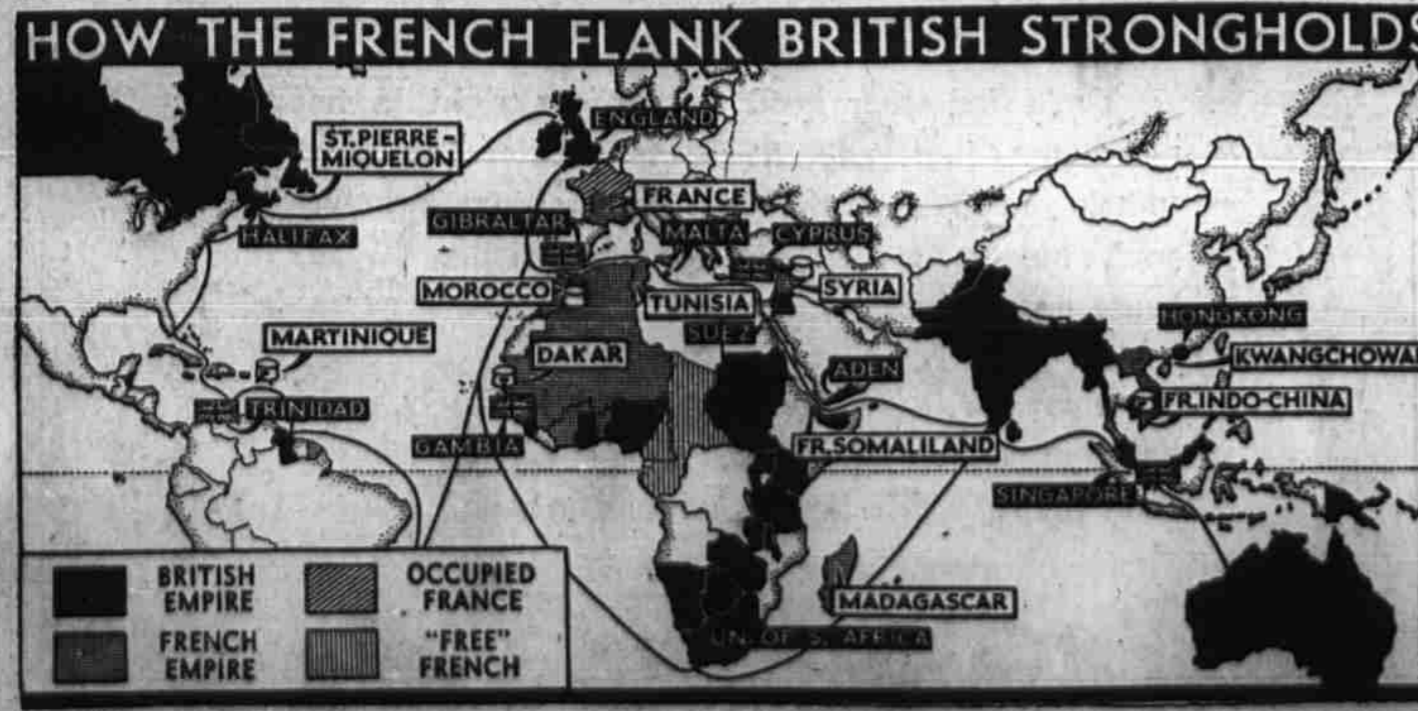 HOW THE FRENCH FLANK BRITISH STRONGHOLDS
ST. PIERRE-
MIQUELON
ENGLAND
FRANCE
HALIFAX
GIBRALTAR
MALTA
CYPRUS
MOROCCO
TUNISIA
SYRIA
SUEZ
HONGKONG
MARTINIQUE
DAKAR
ADEN
KWANGCHOWAN
TRINIDAD
FR. INDO-CHINA
GAMBIA
FR. SOMALILAND
SINGAPORE
MADAGASCAR
UN. OF S. AFRICA
BRITISH
EMPIRE
OCCUPIED
FRANCE
FRENCH
EMPIRE
"FREE"
FRENCH